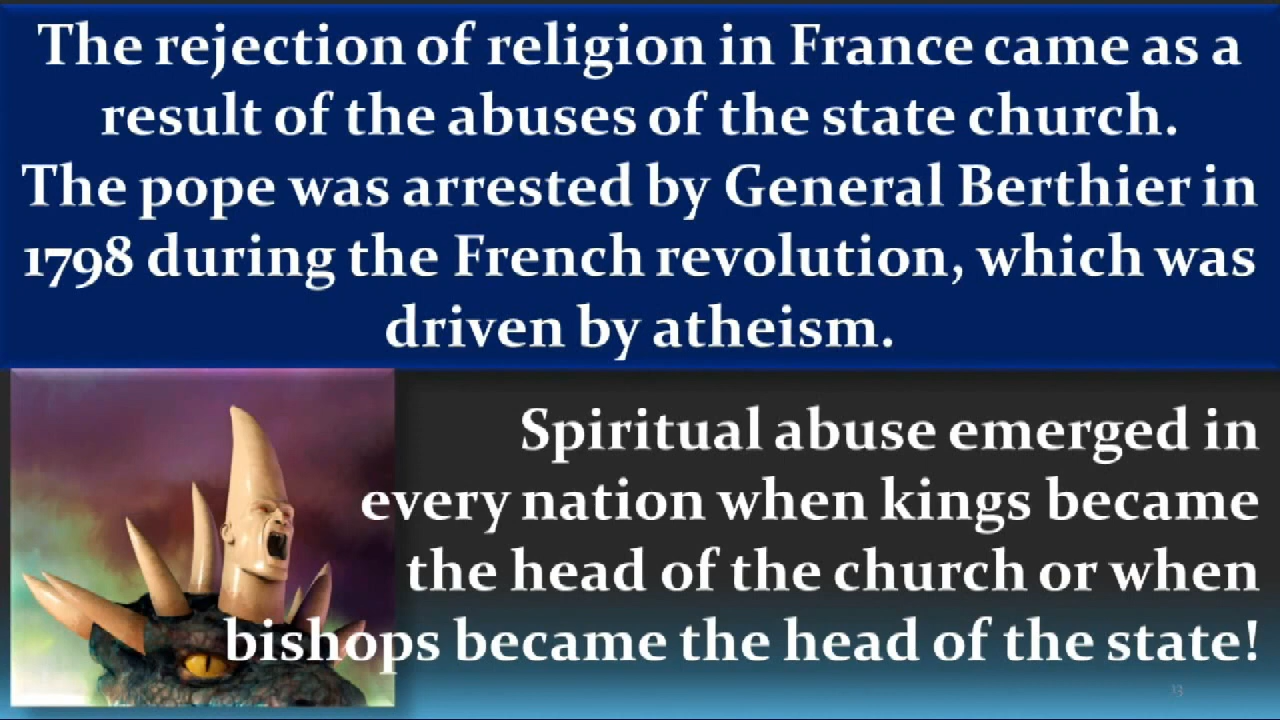 The rejection of religion in France came as a
result of the abuses of the state church.
The pope was arrested by General Berthier in
1798 during the French revolution, which was
driven by atheism.
Spiritual abuse emerged in
every nation when kings became
the head of the church or when
bishops became the head of the state!
13